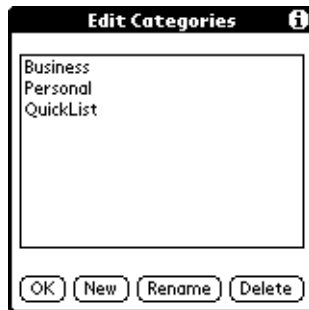 Edit Categories i
Business
Personal
QuickList
OK New Rename Delete